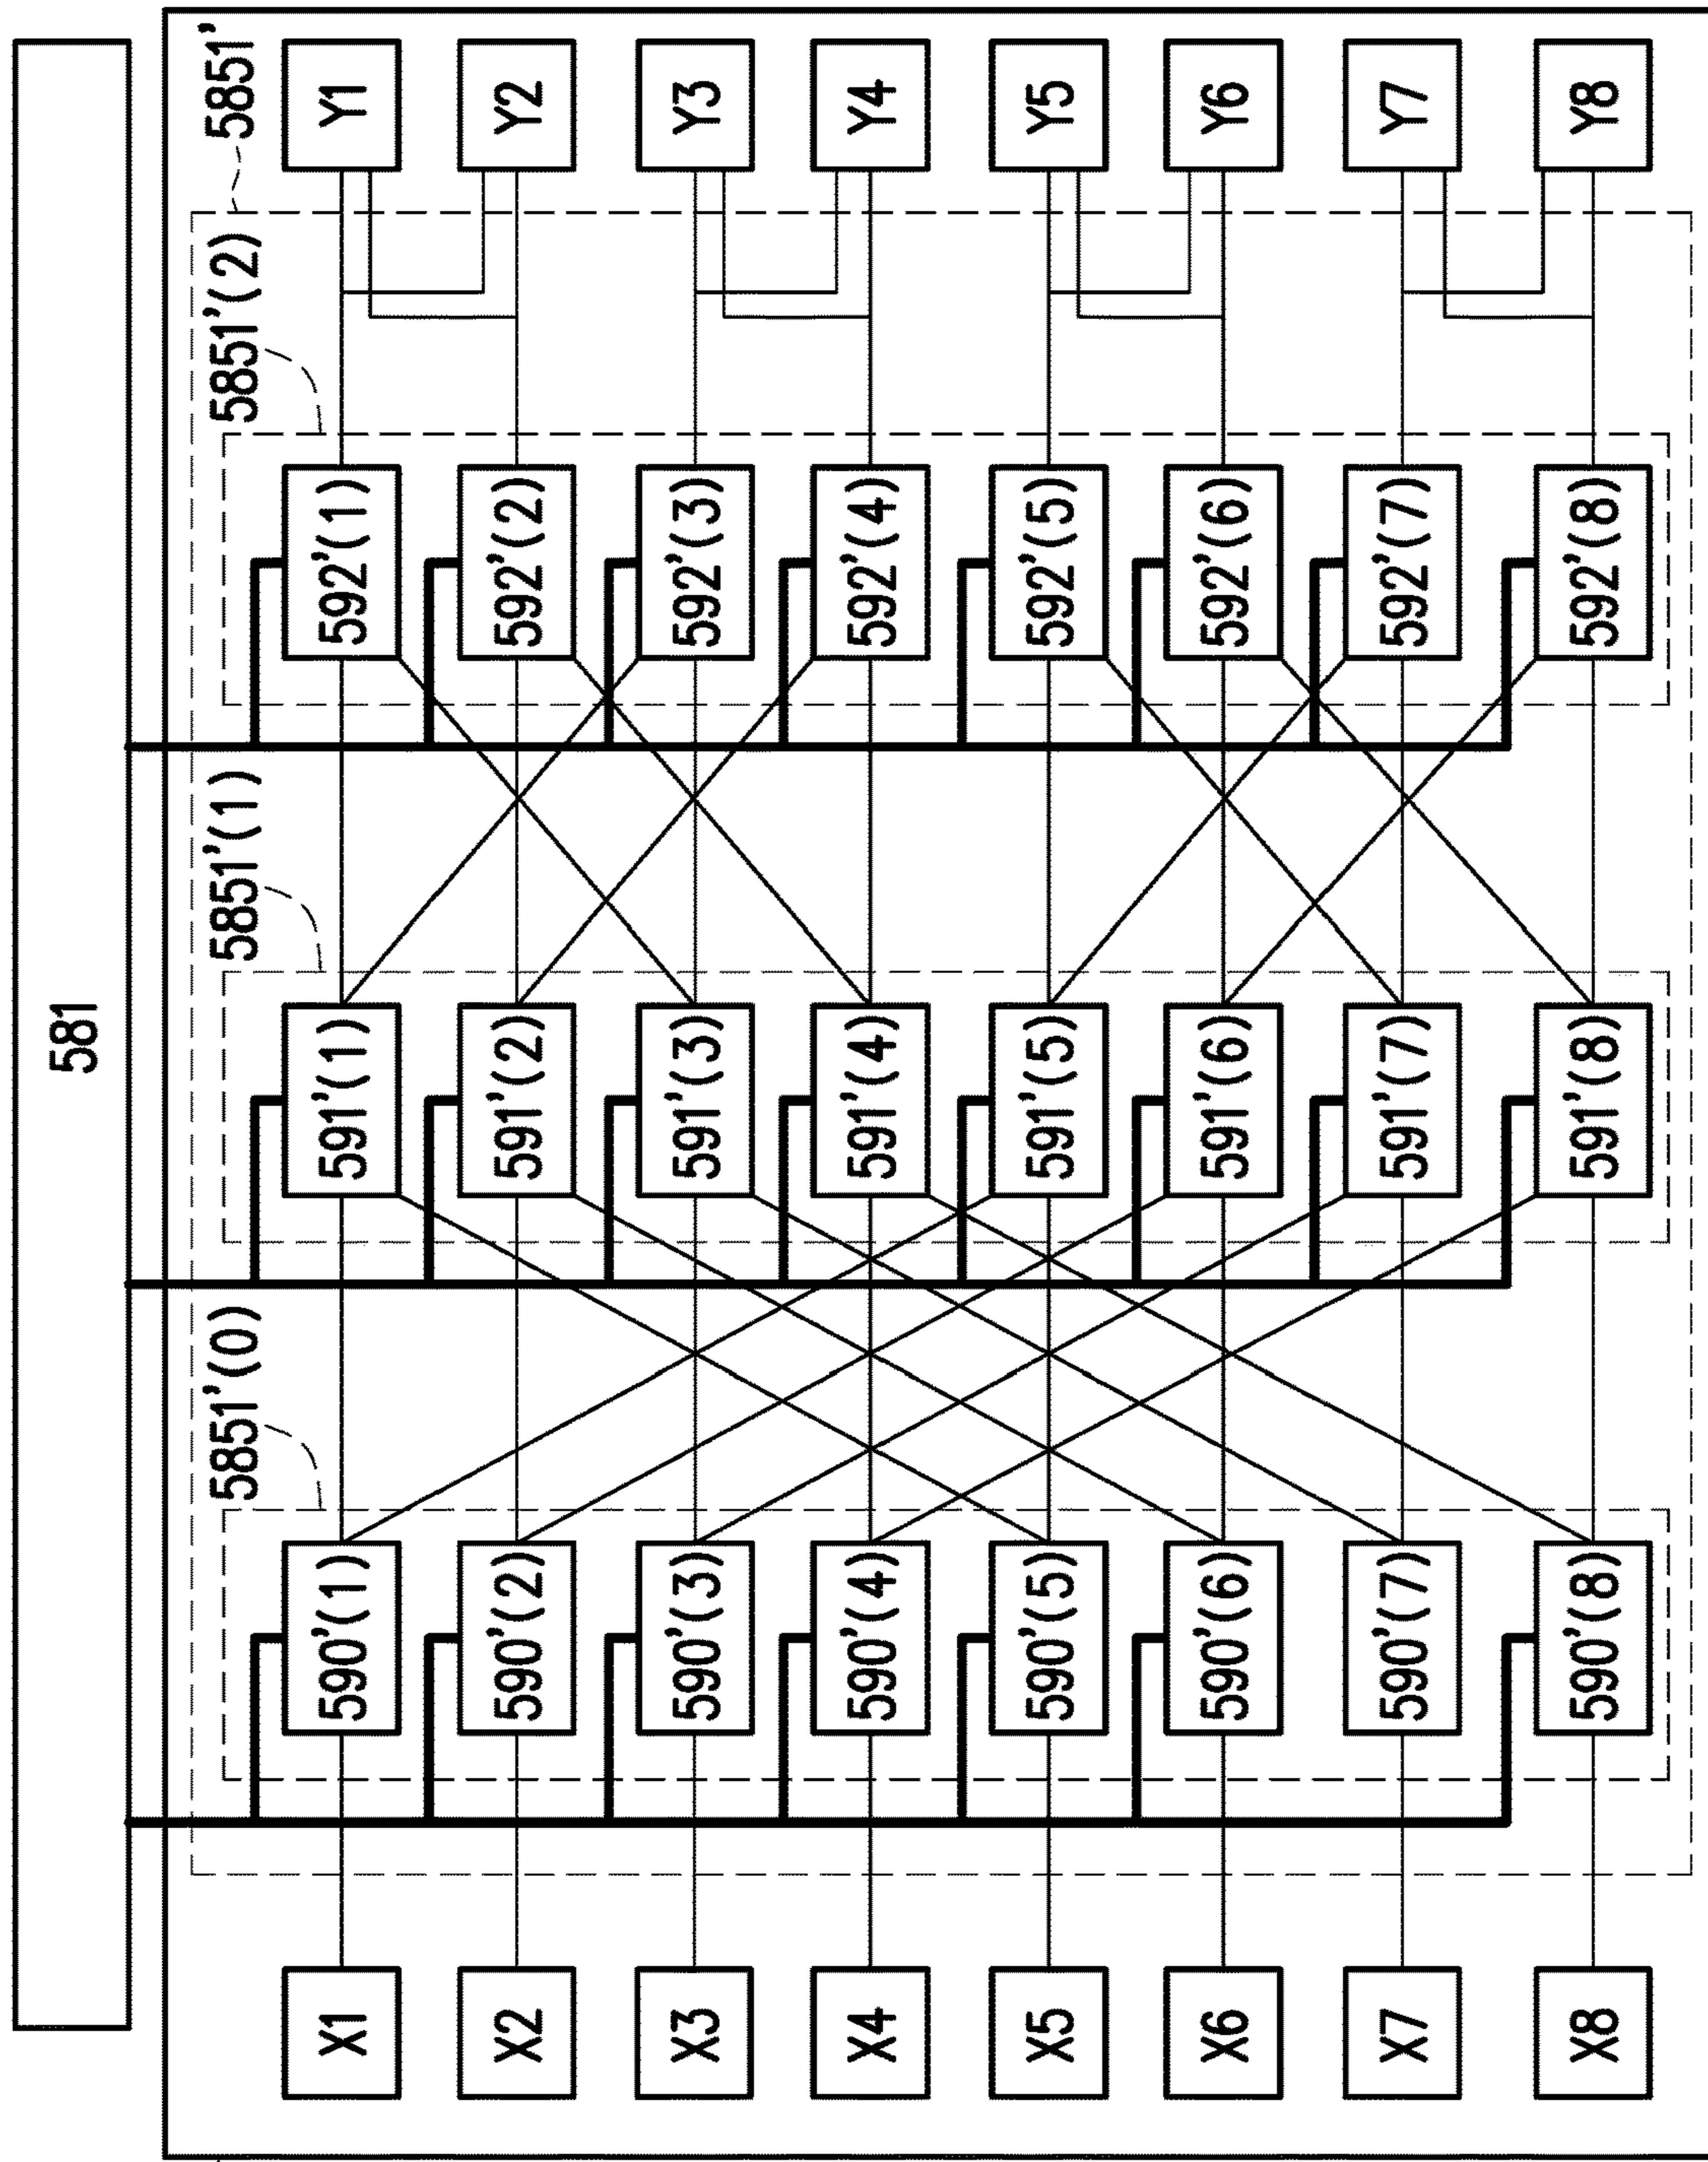 581
5851'
5851'(0)
5851'(1)
5851'(2)
X1
590'(1)
591'(1)
592'(1)
Y1
X2
590'(2)
591'(2)
592'(2)
Y2
X3
590'(3)
591'(3)
592'(3)
Y3
X4
590'(4)
591'(4)
592'(4)
Y4
X5
590'(5)
591'(5)
592'(5)
Y5
X6
590'(6)
591'(6)
592'(6)
Y6
X7
590'(7)
591'(7)
592'(7)
Y7
X8
590'(8)
591'(8)
592'(8)
Y8